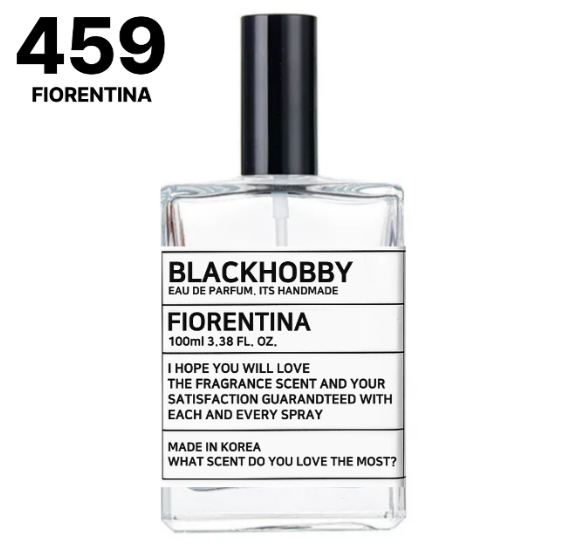 459
FIORENTINA
BLACKHOBBY
EAU DE PARFUM, ITS HANDMADE
FIORENTINA
100ml 3.38 FL. OZ.
I HOPE YOU WILL LOVE
THE FRAGRANCE SCENT AND YOUR
SATISFACTION GUARANDTEED WITH
EACH AND EVERY SPRAY
MADE IN KOREA
WHAT SCENT DO YOU LOVE THE MOST?